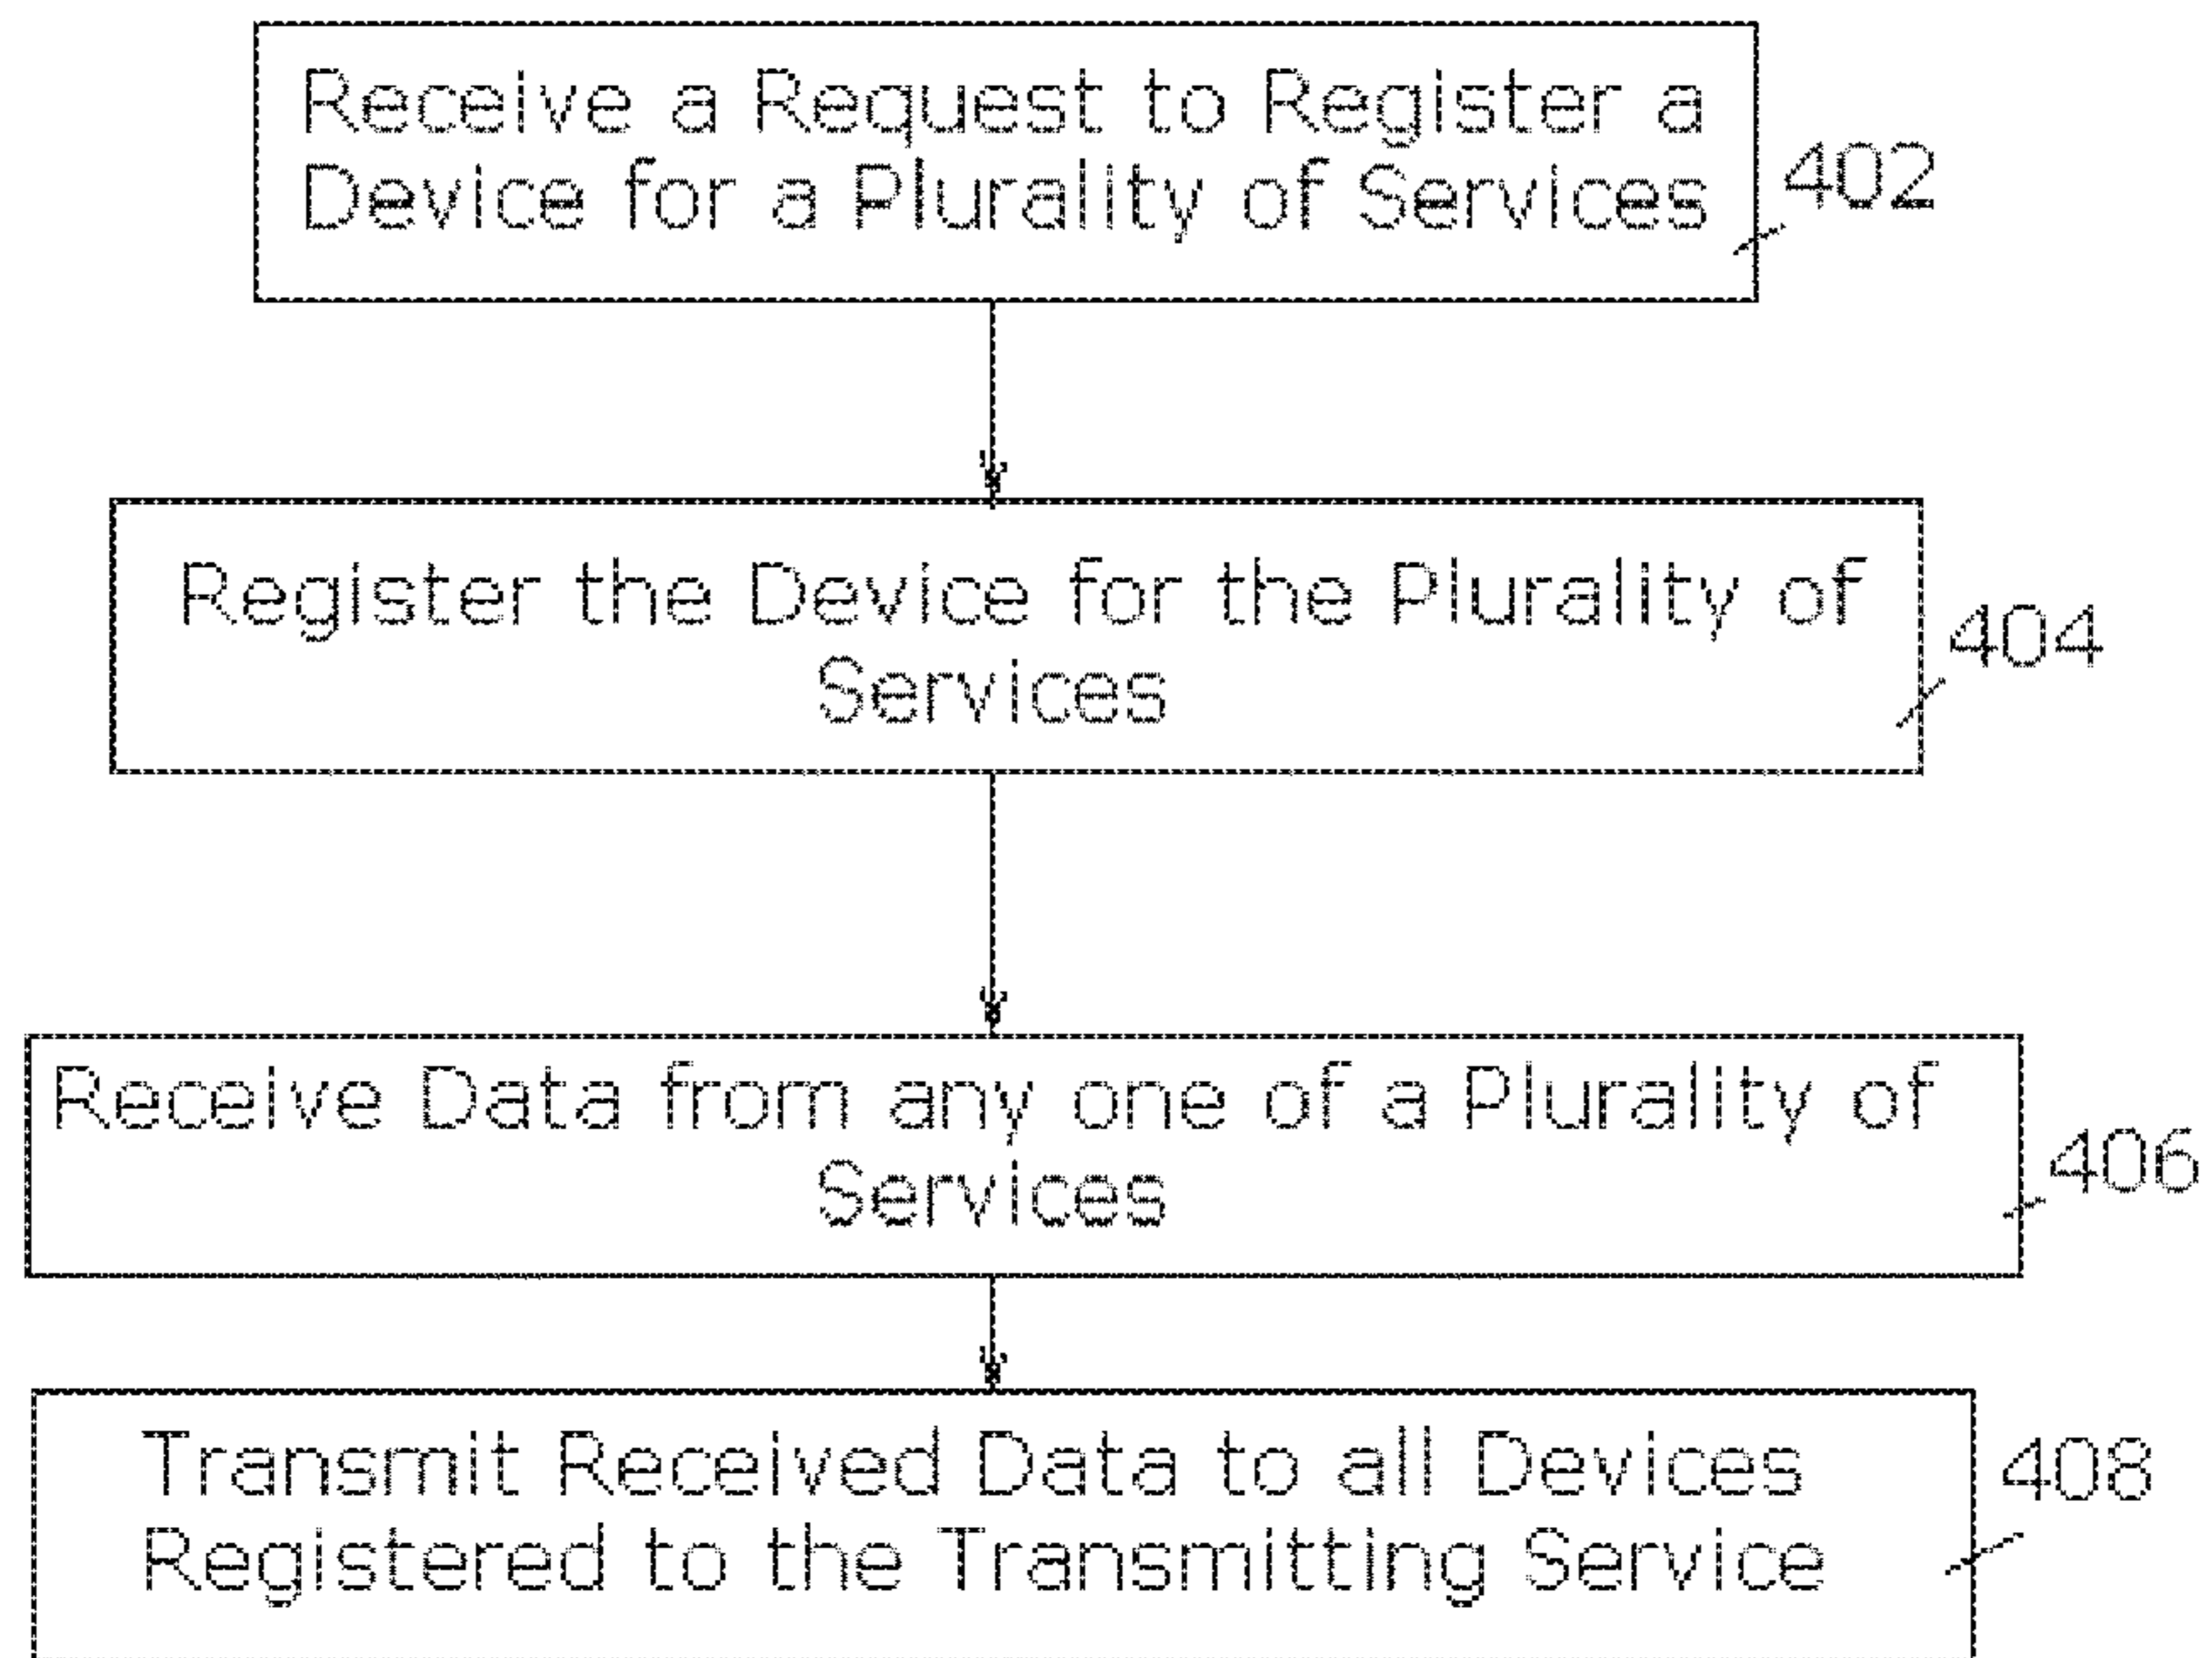 Receive a Request to Register a
Device for a Plurality of Services
402
Register the Device for the Plurality of
Services
404
Receive Data from any one of a Plurality of
Services
406
Transmit Received Data to all Devices
Registered to the Transmitting Service
408